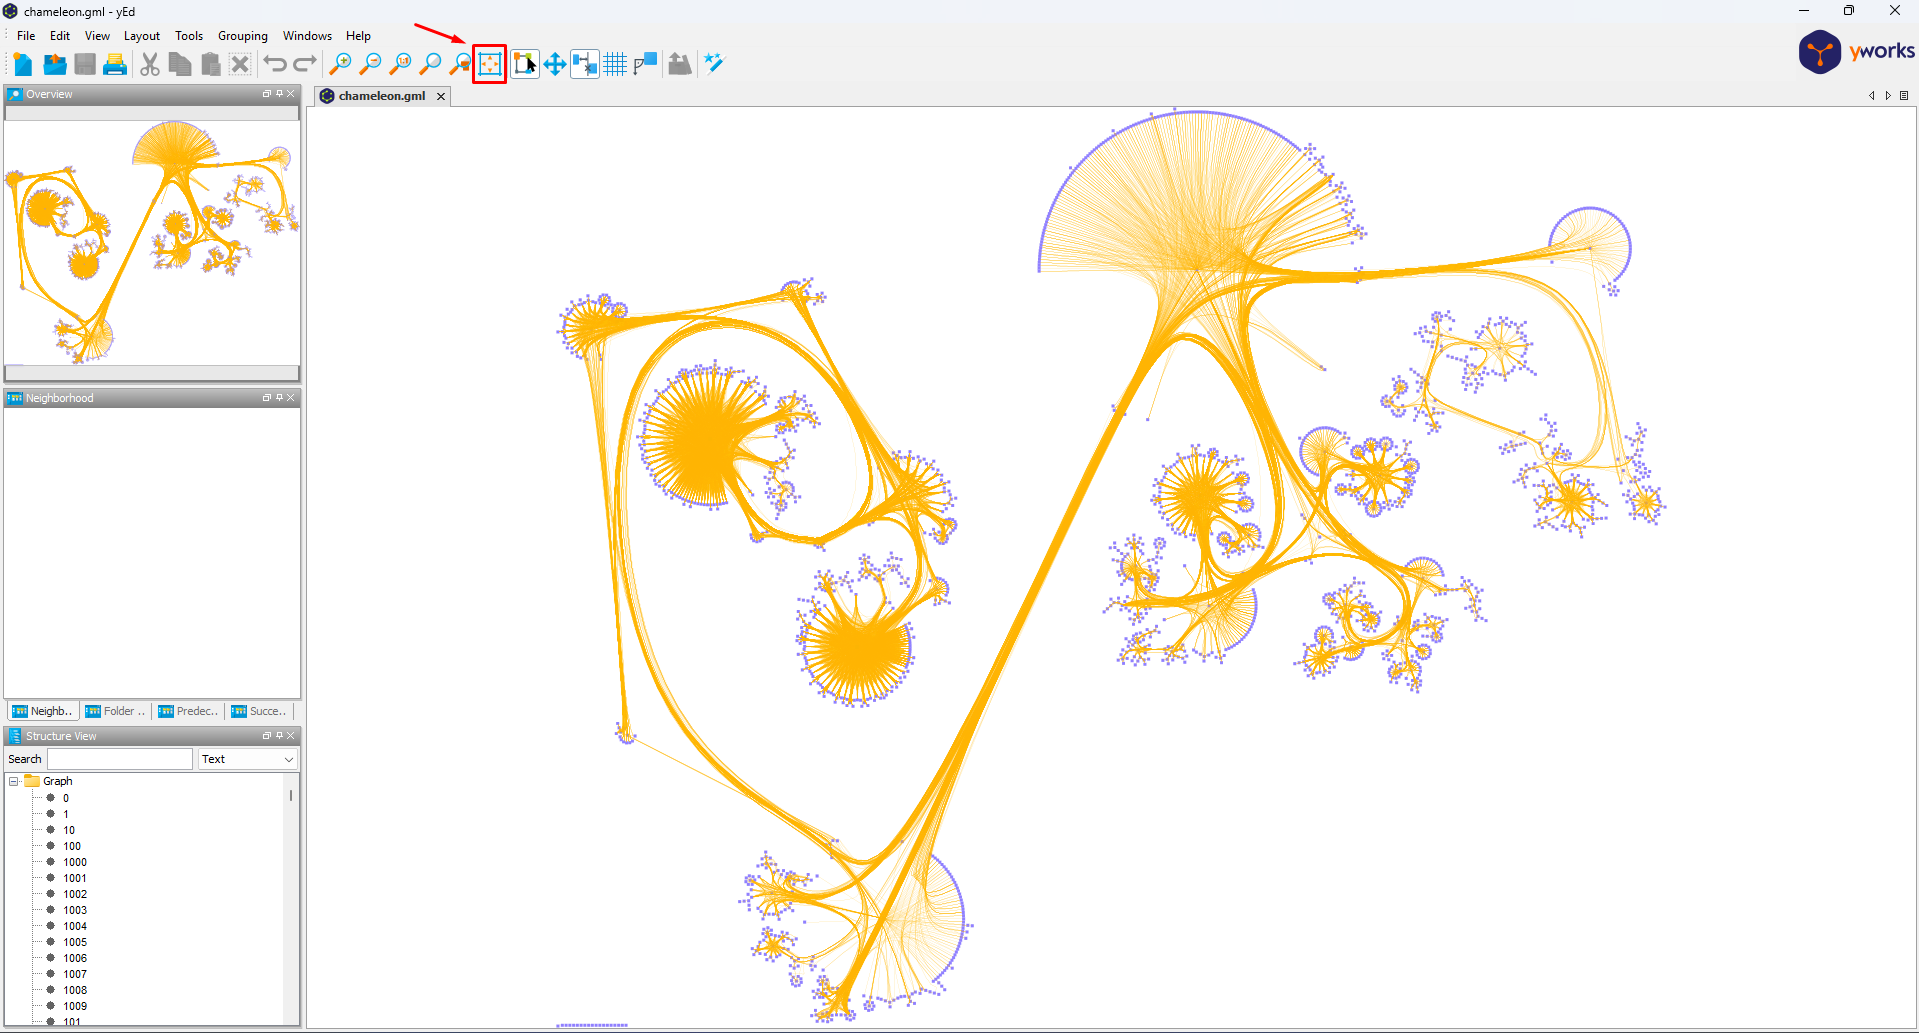 chameleon.gml - yEd
File Edit View Layout Tools Grouping Windows Help
1:1
yworks
Overview
chameleon.gml
Neighborhood
Neighb.. Folder .. Predec.. Succe..
Structure View
Search Text
Graph
0
1
10
100
1000
1001
1002
1003
1004
1005
1006
1007
1008
1009
101